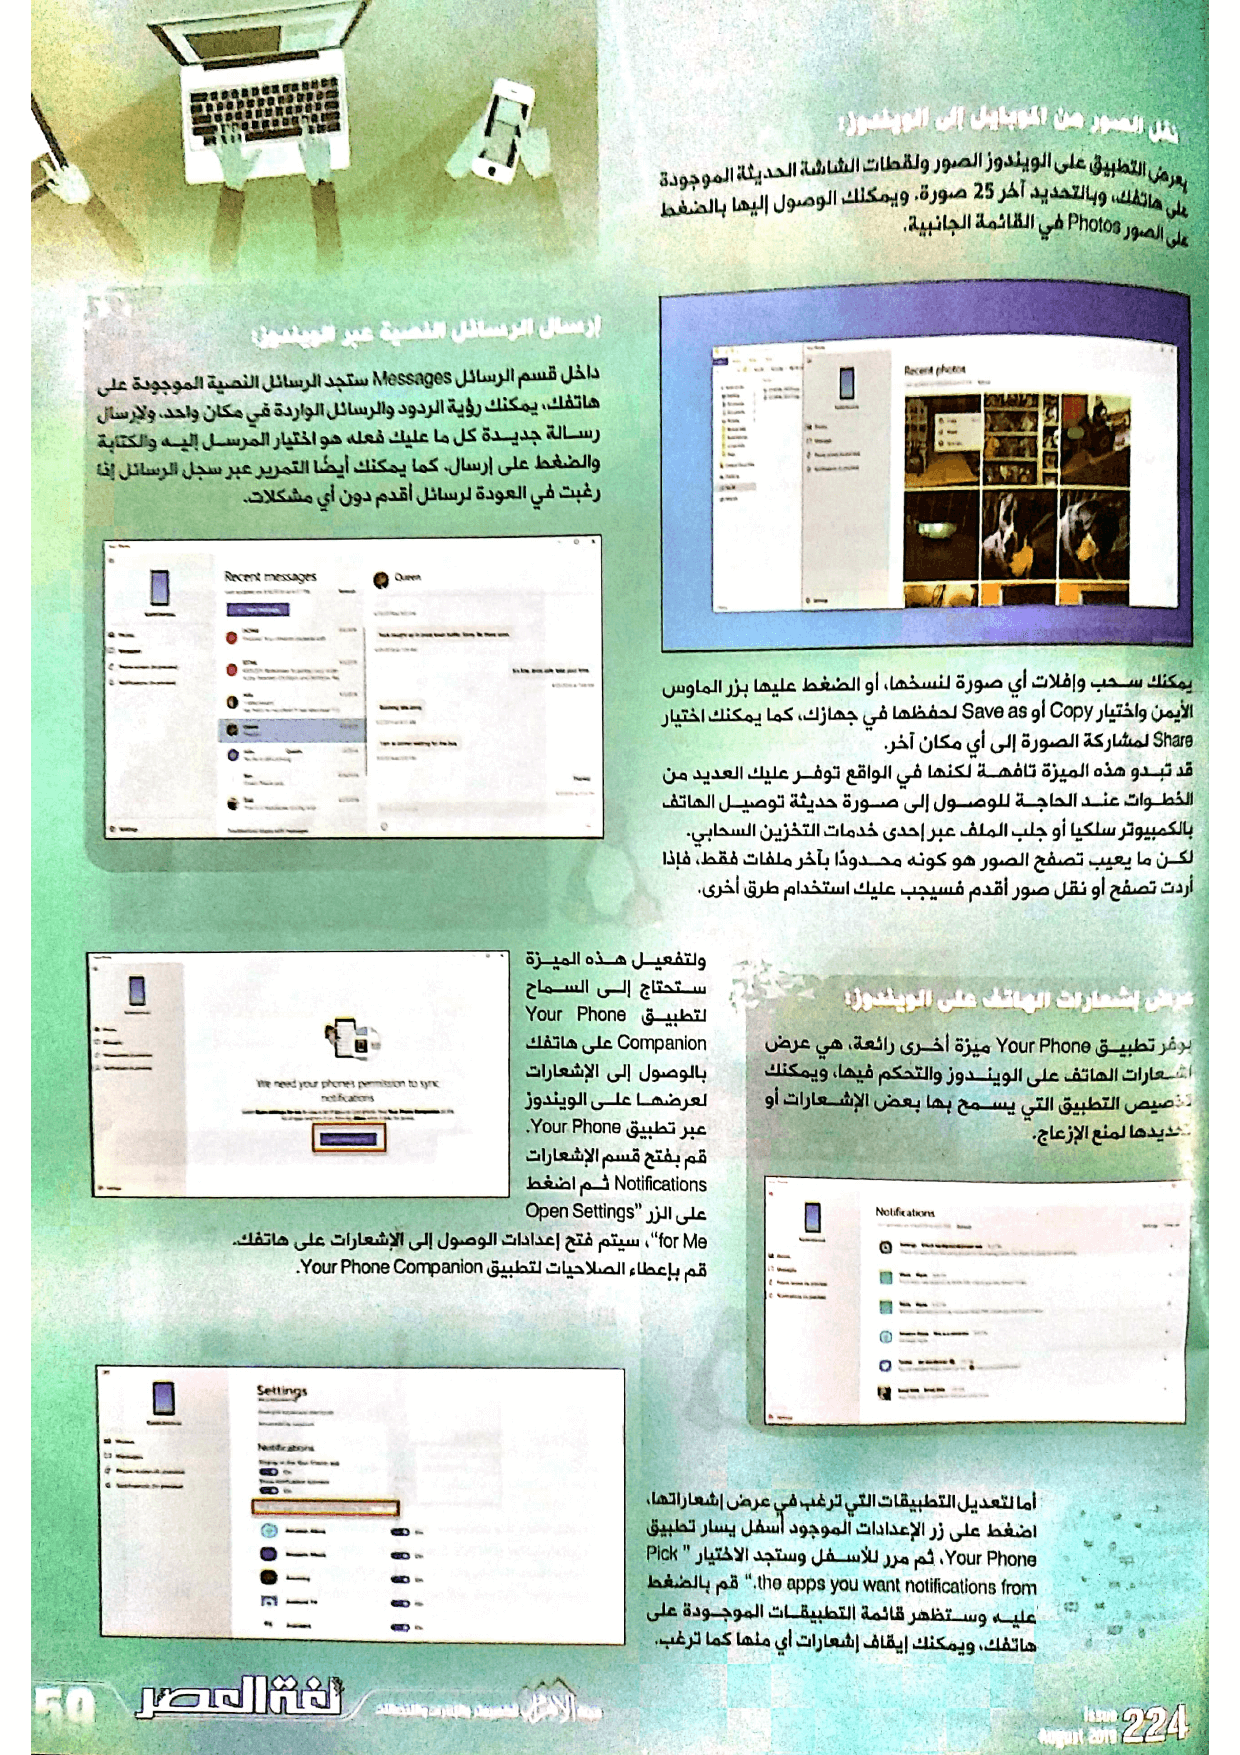 نقل الصور من الموبايل إلى الويندوز:
يعرض التطبيق على الويندوز الصور ولقطات الشاشة الحديثة الموجودة
على هاتفك، وبالتحديد آخر 25 صورة. ويمكنك الوصول إليها بالضغط
على الصور Photos في القائمة الجانبية.
Recent photos
يمكنك سحب وإفلات أي صورة لنسخها، أو الضغط عليها بزر الماوس
الأيمن واختيار Copy أو Save as لحفظها في جهازك، كما يمكنك اختيار
Share لمشاركة الصورة إلى أي مكان آخر.
قد تبدو هذه الميزة تافهة لكنها في الواقع توفر عليك العديد من
الخطوات عند الحاجة للوصول إلى صورة حديثة توصيل الهاتف
بالكمبيوتر سلكيا أو جلب الملف عبر إحدى خدمات التخزين السحابي.
لكن ما يعيب تصفح الصور هو كونه محدودًا بآخر ملفات فقط، فإذا
أردت تصفح أو نقل صور أقدم فسيجب عليك استخدام طرق أخرى.
إرسال الرسائل النصية عبر الويندوز:
داخل قسم الرسائل Messages ستجد الرسائل النصية الموجودة على
هاتفك، يمكنك رؤية الردود والرسائل الواردة في مكان واحد، ولإرسال
رسالة جديدة كل ما عليك فعله هو اختيار المرسل إليه والكتابة
والضغط على إرسال، كما يمكنك أيضًا التمرير عبر سجل الرسائل إذا
رغبت في العودة لرسائل أقدم دون أي مشكلات.
Recent messages
Queen
عرض إشعارات الهاتف على الويندوز:
يوفر تطبيق Your Phone ميزة أخرى رائعة، هي عرض
إشعارات الهاتف على الويندوز والتحكم فيها، ويمكنك
تخصيص التطبيق التي يسمح بها بعض الإشعارات أو
تحديدها لمنع الإزعاج.
Notifications
ولتفعيل هذه الميزة
ستحتاج إلى السماح
لتطبيق Your Phone
Companion على هاتفك
بالوصول إلى الإشعارات
لعرضها على الويندوز
عبر تطبيق Your Phone.
قم بفتح قسم الإشعارات
Notifications ثم اضغط
على الزر "Open Settings
for Me"، سيتم فتح إعدادات الوصول إلى الإشعارات على هاتفك.
قم بإعطاء الصلاحيات لتطبيق Your Phone Companion.
We need your phone's permission to sync
notifications
Settings
Notifications
أما لتعديل التطبيقات التي ترغب في عرض إشعاراتها،
اضغط على زر الإعدادات الموجود أسفل يسار تطبيق
Your Phone، ثم مرر للأسفل وستجد الاختيار "Pick
the apps you want notifications from". قم بالضغط
عليه وستظهر قائمة التطبيقات الموجودة على
هاتفك، ويمكنك إيقاف إشعارات أي منها كما ترغب.
لغة العصر
59
Issue
August 2019
224